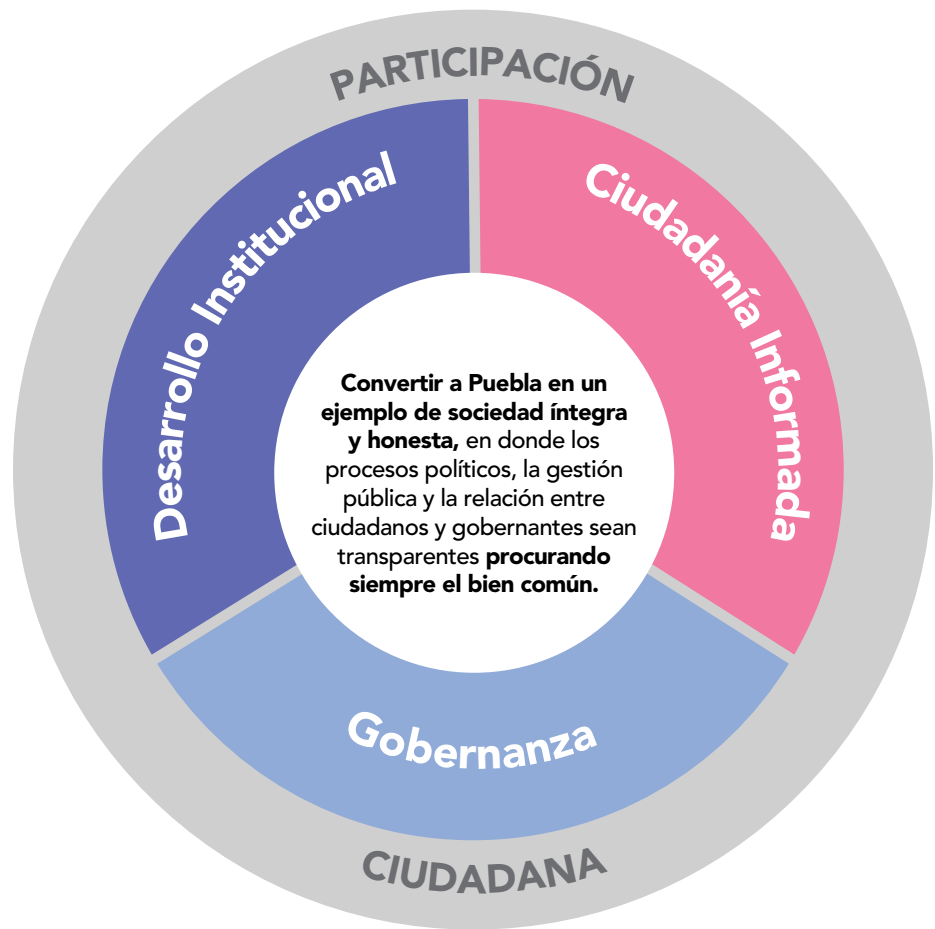 PARTICIPACIÓN
Desarrollo Institucional
Ciudadanía Informada
Convertir a Puebla en un
ejemplo de sociedad íntegra
y honesta, en donde los
procesos políticos, la gestión
pública y la relación entre
ciudadanos y gobernantes sean
transparentes procurando
siempre el bien común.
Gobernanza
CIUDADANA